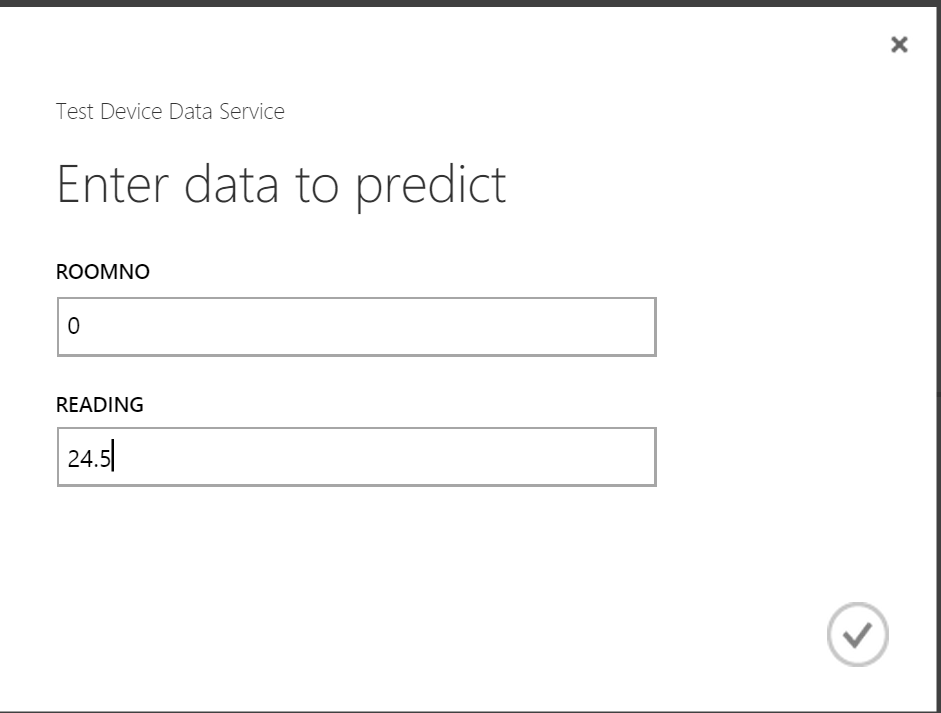 Test Device Data Service
Enter data to predict
ROOMNO
0
READING
24.5